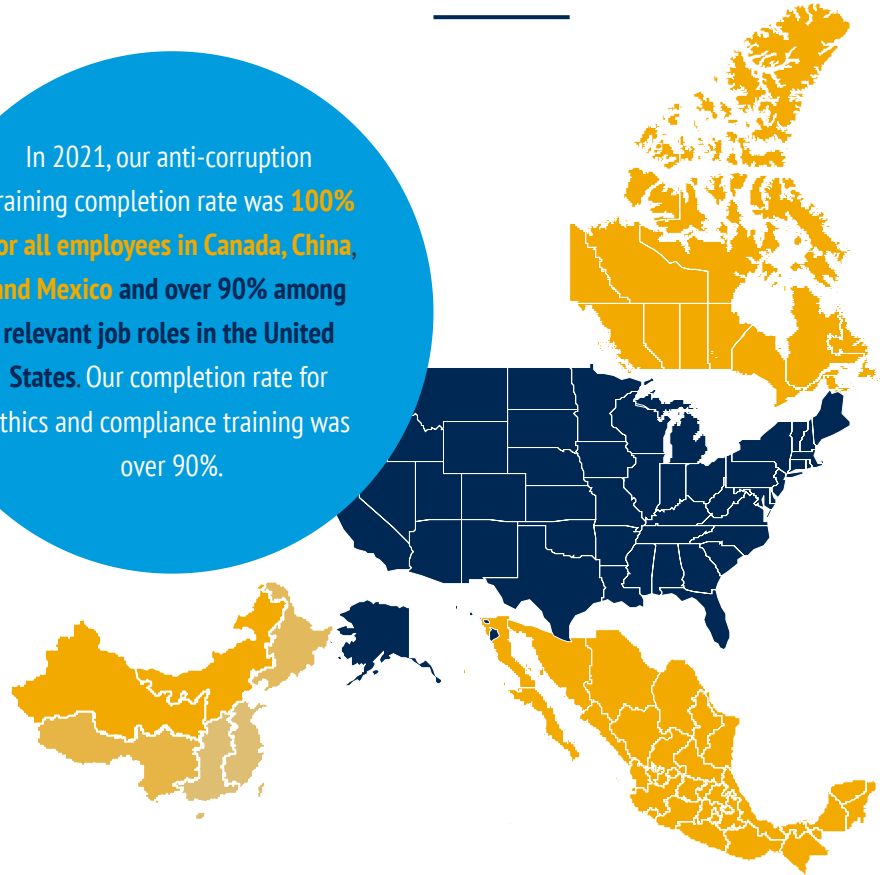 In 2021, our anti-corruption
raining completion rate was 100%
or all employees in Canada, China,
and Mexico and over 90% among
relevant job roles in the United
States. Our completion rate for
thics and compliance training was
over 90%.